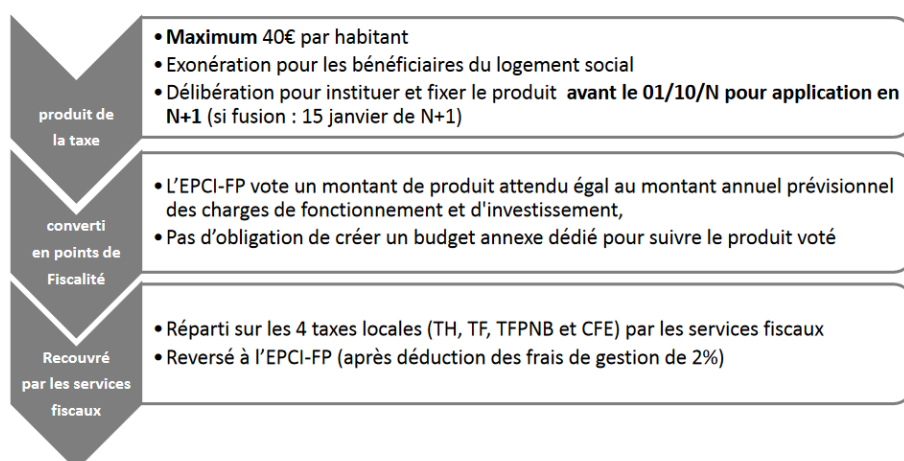 produit de
la taxe
• Maximum 40€ par habitant
• Exonération pour les bénéficiaires du logement social
• Délibération pour instituer et fixer le produit avant le 01/10/N pour application en
N+1 (si fusion : 15 janvier de N+1)
converti
en points de
Fiscalité
• L'EPCI-FP vote un montant de produit attendu égal au montant annuel prévisionnel
des charges de fonctionnement et d'investissement,
• Pas d'obligation de créer un budget annexe dédié pour suivre le produit voté
Recouvré
par les services
fiscaux
• Réparti sur les 4 taxes locales (TH, TF, TFPNB et CFE) par les services fiscaux
• Reversé à l'EPCI-FP (après déduction des frais de gestion de 2%)